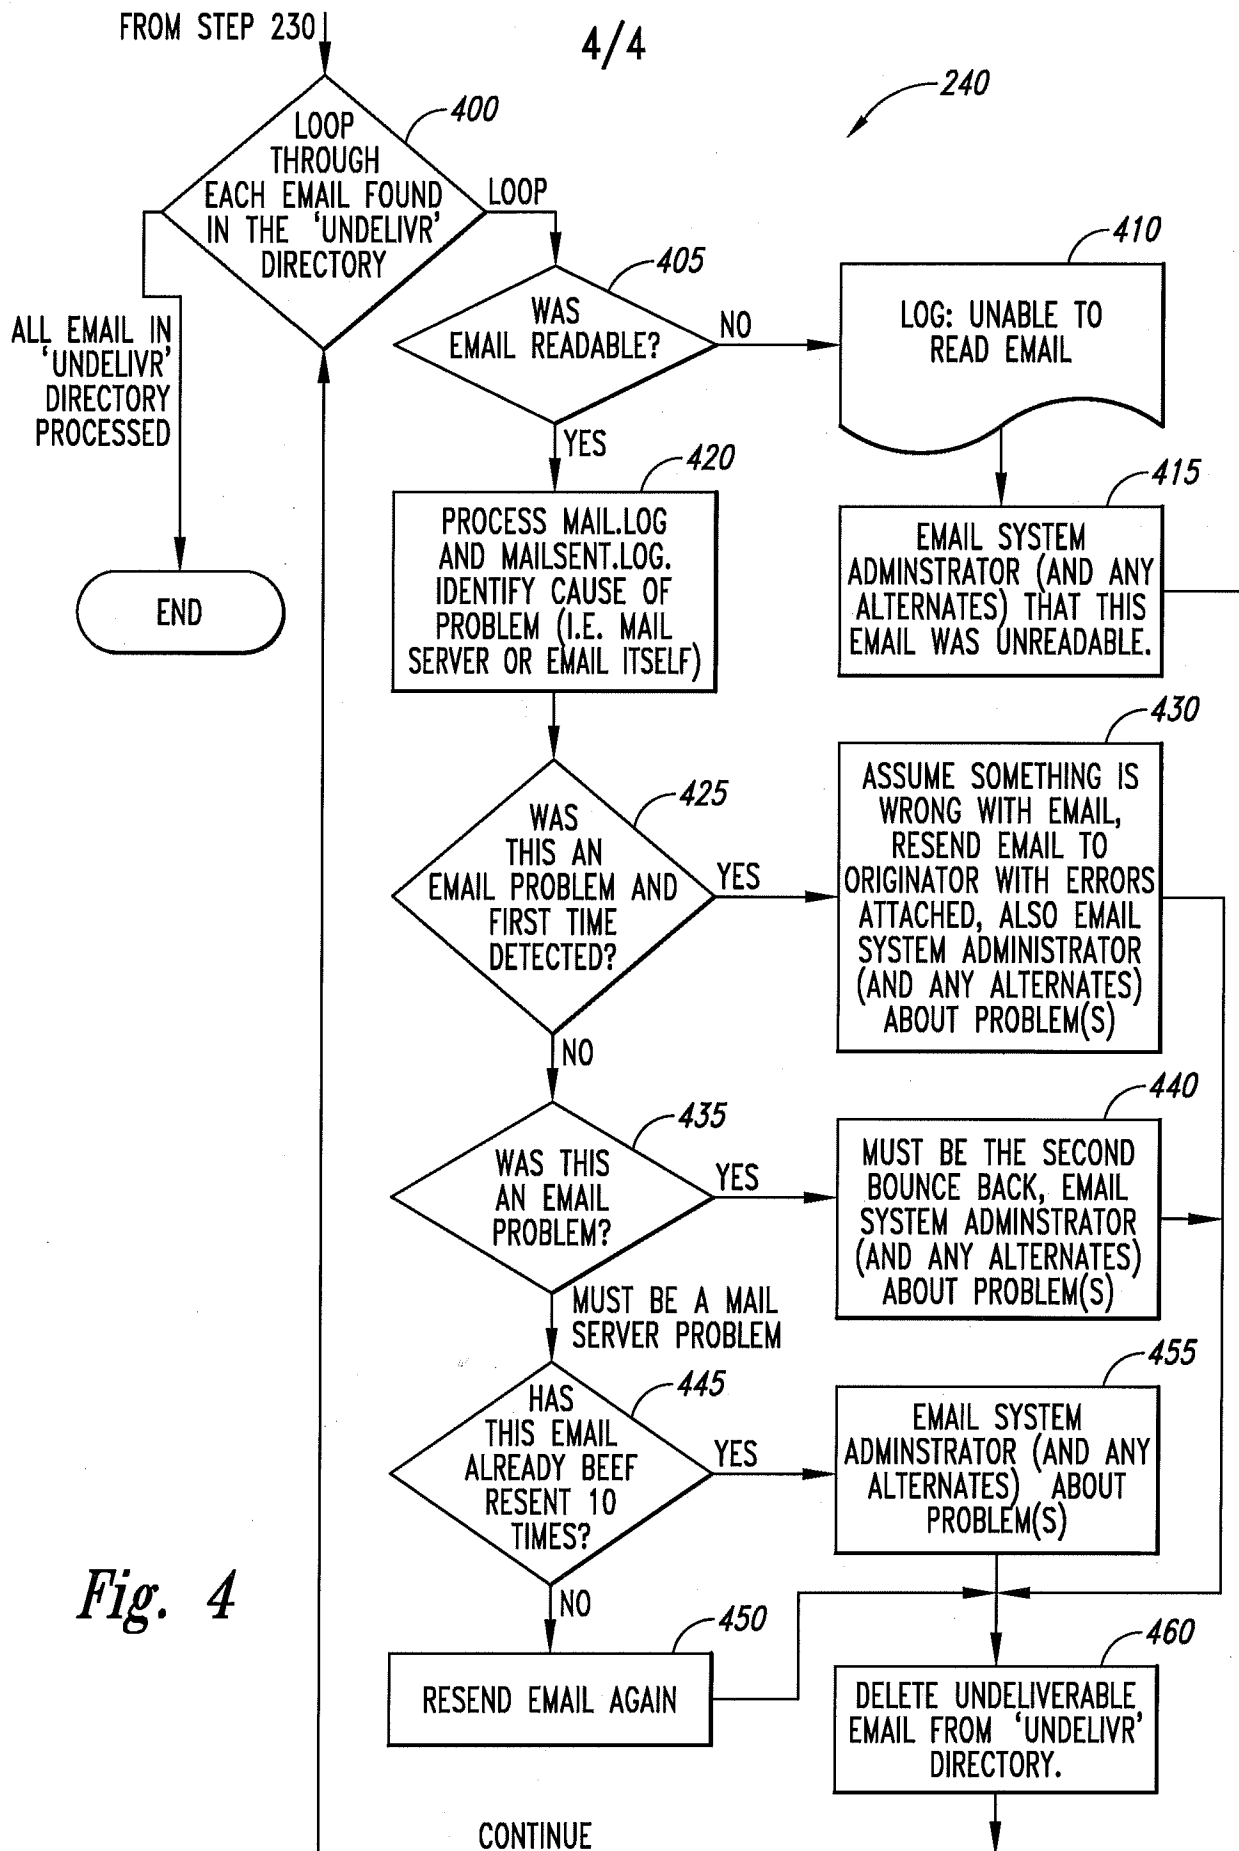 FROM STEP 230
4/4
240
400
LOOP
THROUGH
EACH EMAIL FOUND
IN THE 'UNDELIVR'
DIRECTORY
LOOP
ALL EMAIL IN
'UNDELIVR'
DIRECTORY
PROCESSED
END
405
WAS
EMAIL READABLE?
NO
YES
410
LOG: UNABLE TO
READ EMAIL
415
EMAIL SYSTEM
ADMINSTRATOR (AND ANY
ALTERNATES) THAT THIS
EMAIL WAS UNREADABLE.
420
PROCESS MAIL.LOG
AND MAILSENT.LOG.
IDENTIFY CAUSE OF
PROBLEM (I.E. MAIL
SERVER OR EMAIL ITSELF)
425
WAS
THIS AN
EMAIL PROBLEM AND
FIRST TIME
DETECTED?
YES
NO
430
ASSUME SOMETHING IS
WRONG WITH EMAIL,
RESEND EMAIL TO
ORIGINATOR WITH ERRORS
ATTACHED, ALSO EMAIL
SYSTEM ADMINISTRATOR
(AND ANY ALTERNATES)
ABOUT PROBLEM(S)
435
WAS THIS
AN EMAIL
PROBLEM?
YES
MUST BE A MAIL
SERVER PROBLEM
440
MUST BE THE SECOND
BOUNCE BACK, EMAIL
SYSTEM ADMINSTRATOR
(AND ANY ALTERNATES)
ABOUT PROBLEM(S)
445
HAS
THIS EMAIL
ALREADY BEEF
RESENT 10
TIMES?
YES
NO
455
EMAIL SYSTEM
ADMINSTRATOR (AND ANY
ALTERNATES) ABOUT
PROBLEM(S)
450
RESEND EMAIL AGAIN
460
DELETE UNDELIVERABLE
EMAIL FROM 'UNDELIVR'
DIRECTORY.
CONTINUE
Fig. 4